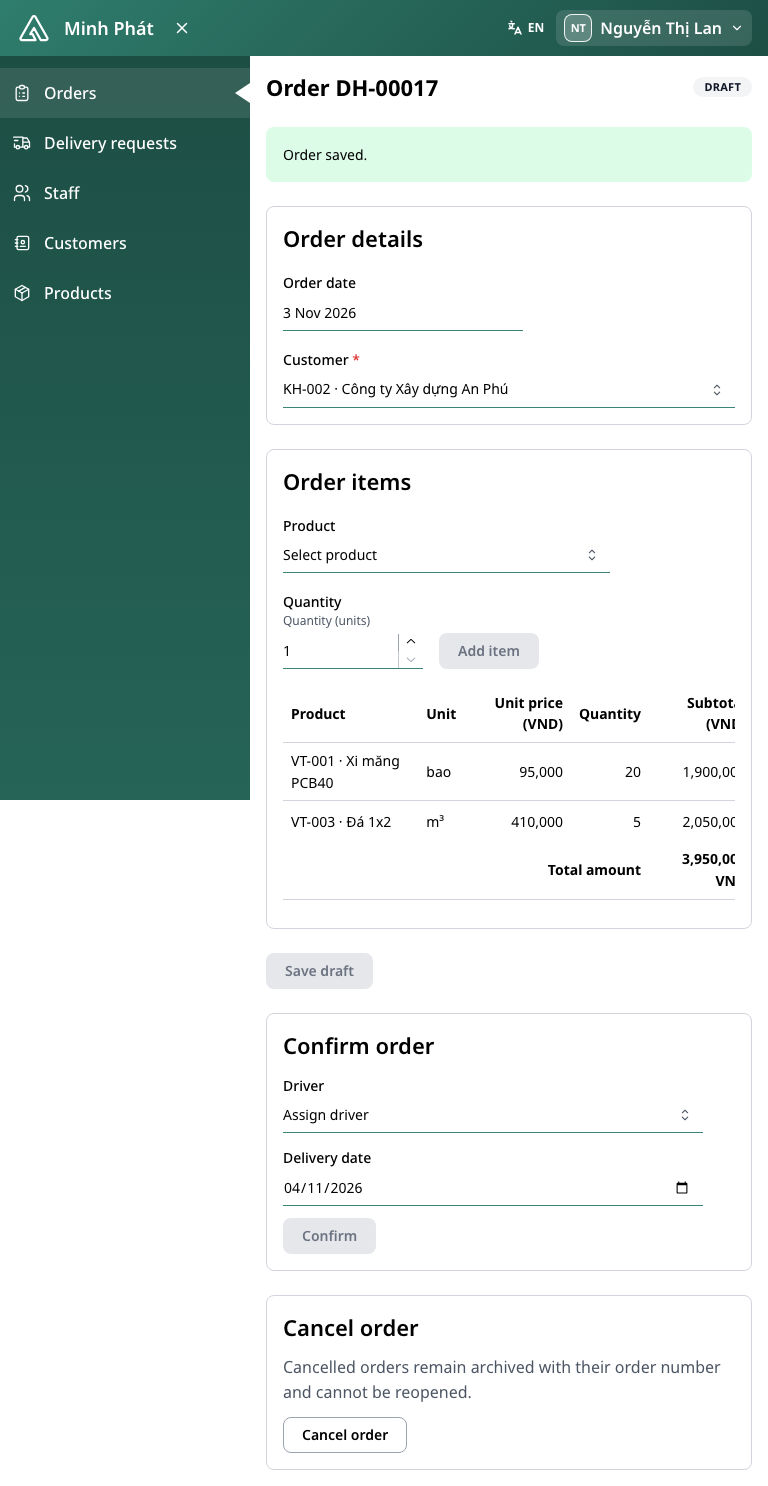 Minh Phát
EN
NT
Nguyễn Thị Lan
Orders
Delivery requests
Staff
Customers
Products
Order DH-00017
DRAFT
Order saved.
Order details
Order date
3 Nov 2026
Customer *
KH-002 · Công ty Xây dựng An Phú
Order items
Product
Select product
Quantity
Quantity (units)
1
Add item
Product Unit Unit price (VND) Quantity
VT-001 · Xi măng PCB40 bao 95,000 20
VT-003 · Đá 1x2 m³ 410,000 5
Total amount
Save draft
Confirm order
Driver
Assign driver
Delivery date
04/11/2026
Confirm
Cancel order
Cancelled orders remain archived with their order number
and cannot be reopened.
Cancel order